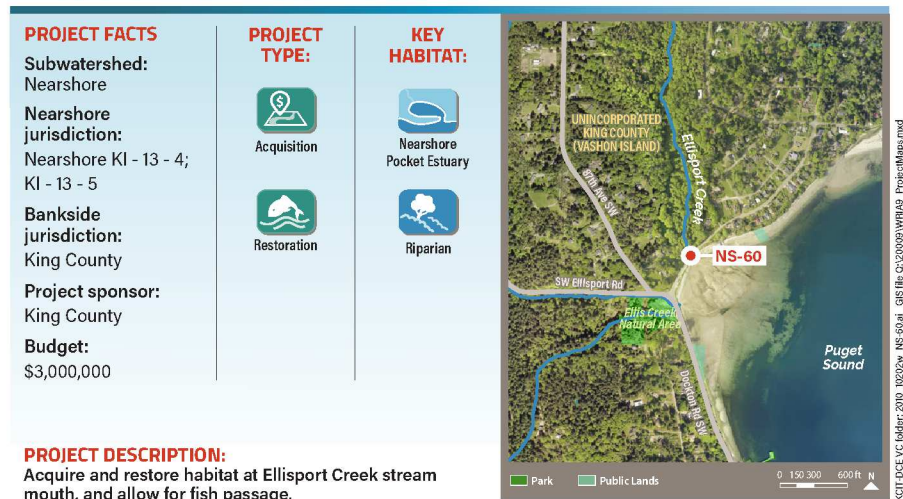 PROJECT FACTS
Subwatershed:
Nearshore
Nearshore
jurisdiction:
Nearshore KI - 13 - 4;
KI - 13 - 5
Bankside
jurisdiction:
King County
Project sponsor:
King County
Budget:
$3,000,000
PROJECT
TYPE:
Acquisition
Restoration
KEY
HABITAT:
Nearshore
Pocket Estuary
Riparian
PROJECT DESCRIPTION:
Acquire and restore habitat at Ellisport Creek stream
mouth, and allow for fish passage.
UNINCORPORATED
KING COUNTY
(VASHON ISLAND)
Ellisport Creek
87th Ave SW
NS-60
SW Ellisport Rd
Ellis Creek
Natural Area
Dockton Rd SW
Puget
Sound
Park
Public Lands
0 150 300 600 ft N
KCIT-DCE VC folder: 2010_10202w_NS-60.ai GIS file Q:\20009\WRIA9_ProjectMaps.mxd